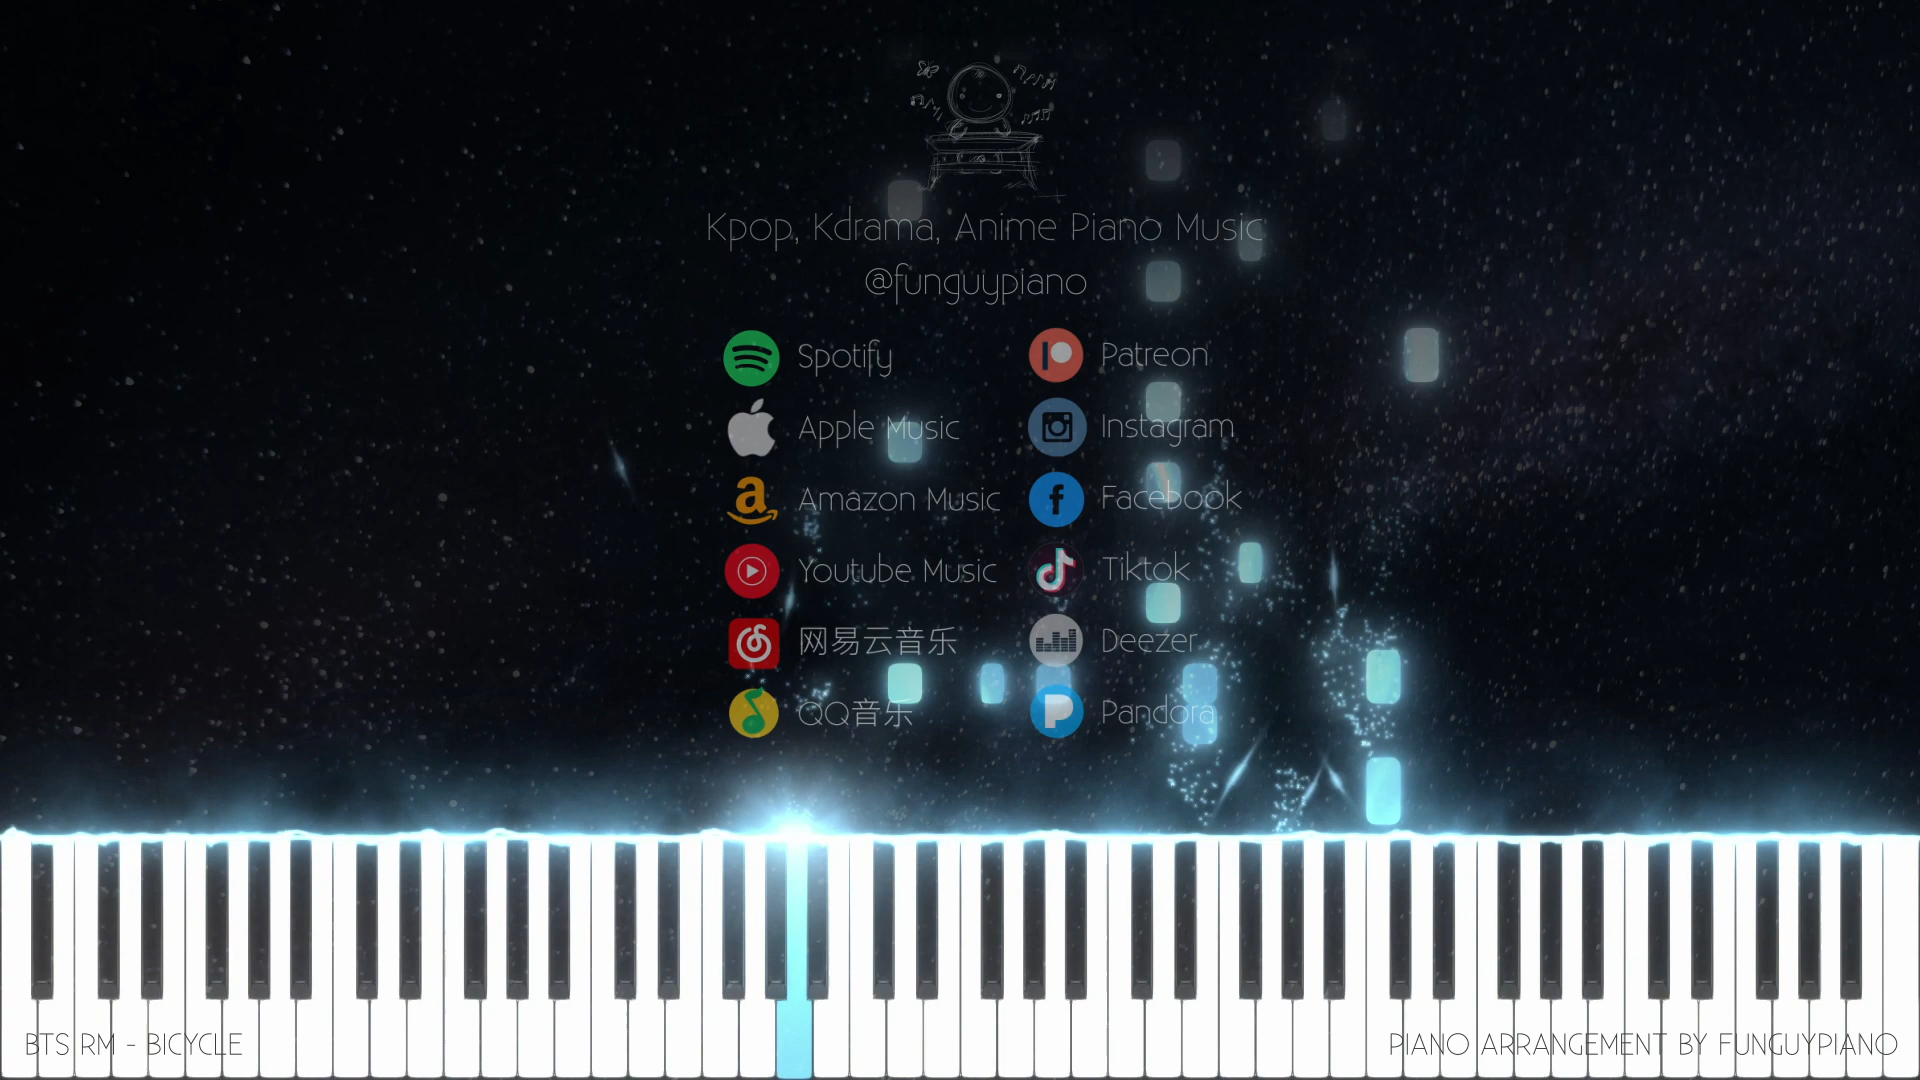 Kpop, Kdrama, Anime Piano Music
@funguypiano
Spotify
Patreon
Apple Music
Instagram
Amazon Music
Facebook
Youtube Music
Tiktok
网易云音乐
Deezer
QQ音乐
Pandora
BTS RM - BICYCLE
PIANO ARRANGEMENT BY FUNGUYPIANO